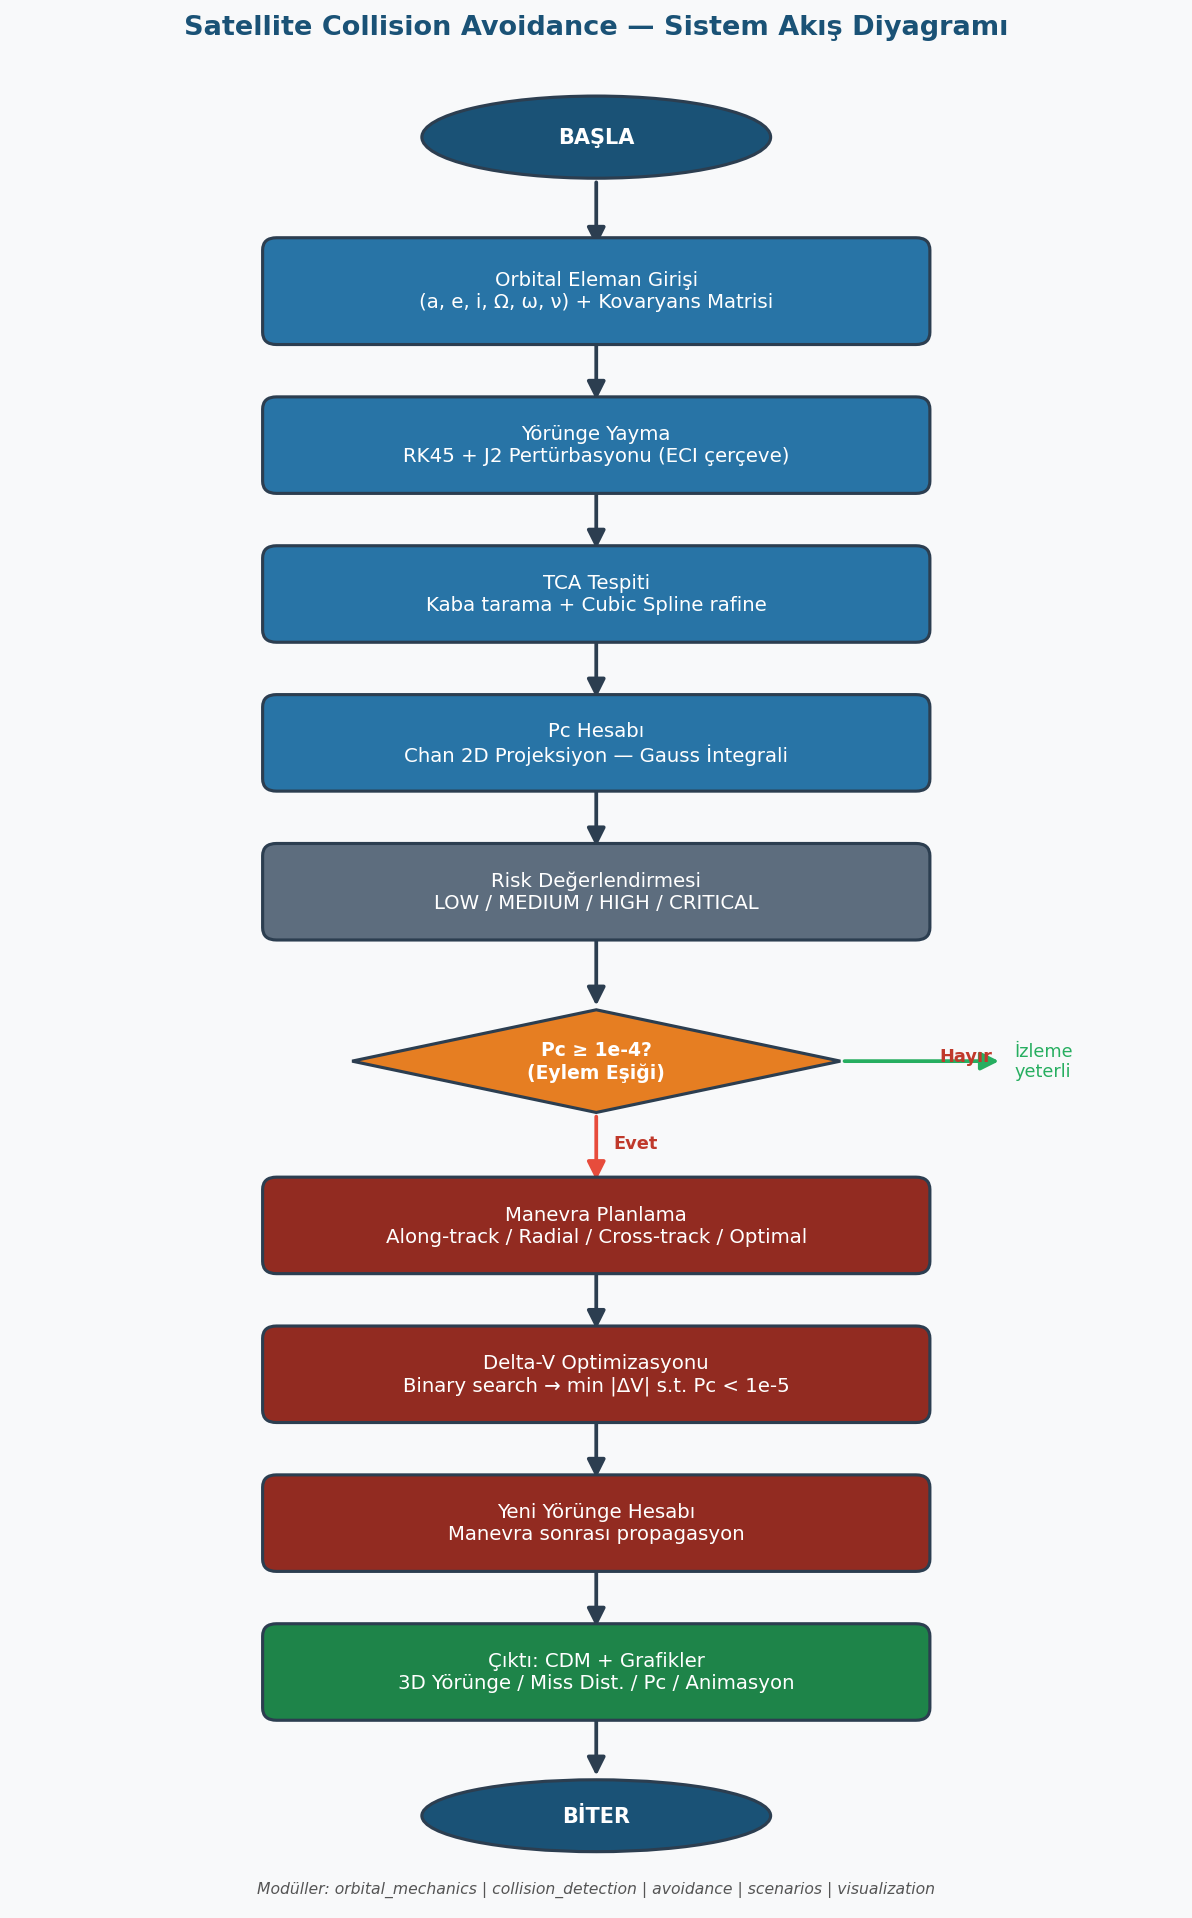 Satellite Collision Avoidance — Sistem Akış Diyagramı
BAŞLA
Orbital Eleman Girişi
(a, e, i, Ω, ω, ν) + Kovaryans Matrisi
Yörünge Yayma
RK45 + J2 Pertürbasyonu (ECI çerçeve)
TCA Tespiti
Kaba tarama + Cubic Spline rafine
Pc Hesabı
Chan 2D Projeksiyon — Gauss İntegrali
Risk Değerlendirmesi
LOW / MEDIUM / HIGH / CRITICAL
Pc ≥ 1e-4?
(Eylem Eşiği)
Hayır
İzleme
yeterli
Evet
Manevra Planlama
Along-track / Radial / Cross-track / Optimal
Delta-V Optimizasyonu
Binary search → min |ΔV| s.t. Pc < 1e-5
Yeni Yörünge Hesabı
Manevra sonrası propagasyon
Çıktı: CDM + Grafikler
3D Yörünge / Miss Dist. / Pc / Animasyon
BİTER
Modüller: orbital_mechanics | collision_detection | avoidance | scenarios | visualization